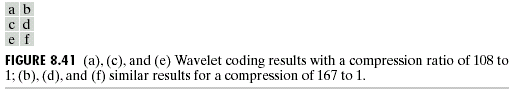 a b
c d
e f
FIGURE 8.41 (a), (c), and (e) Wavelet coding results with a compression ratio of 108 to
1; (b), (d), and (f) similar results for a compression of 167 to 1.